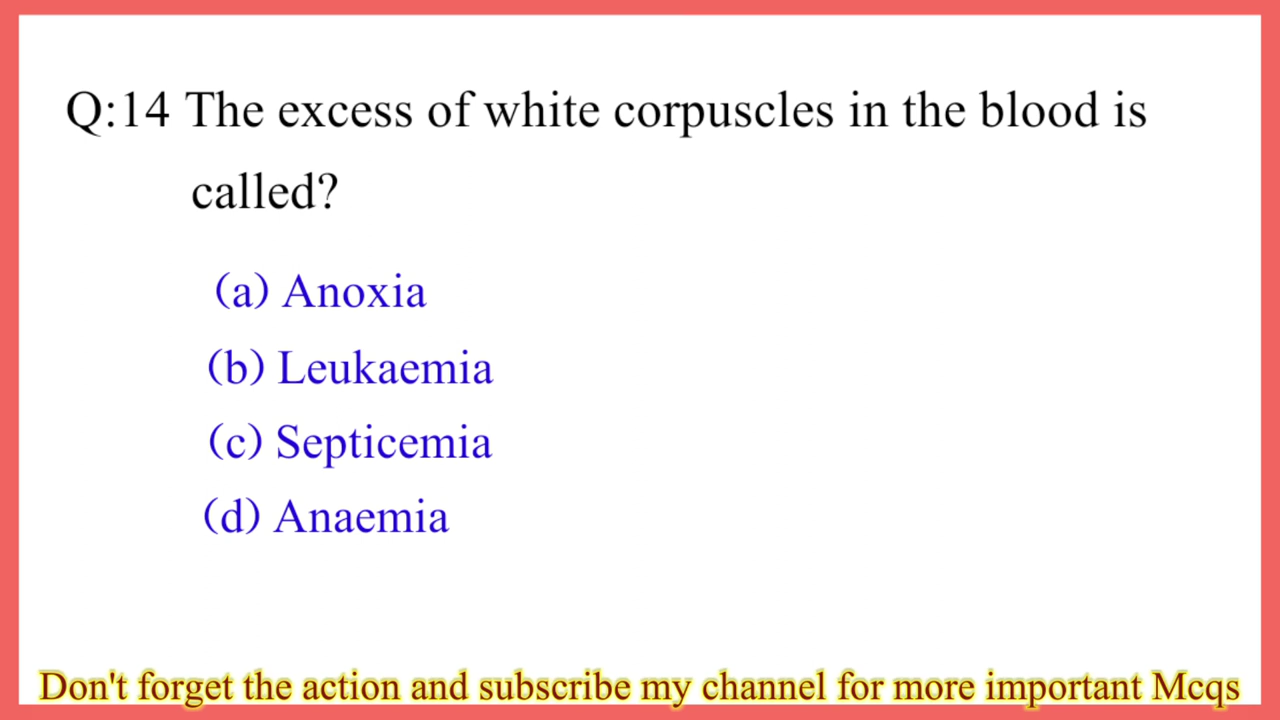 Q:14 The excess of white corpuscles in the blood is
called?
(a) Anoxia
(b) Leukaemia
(c) Septicemia
(d) Anaemia
Don't forget the action and subscribe my channel for more important Mcqs